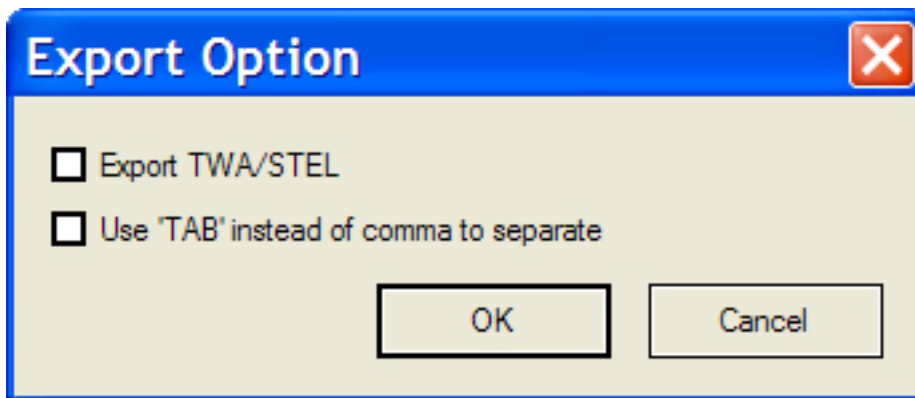 Export Option
Export TWA/STEL
Use 'TAB' instead of comma to separate
OK
Cancel